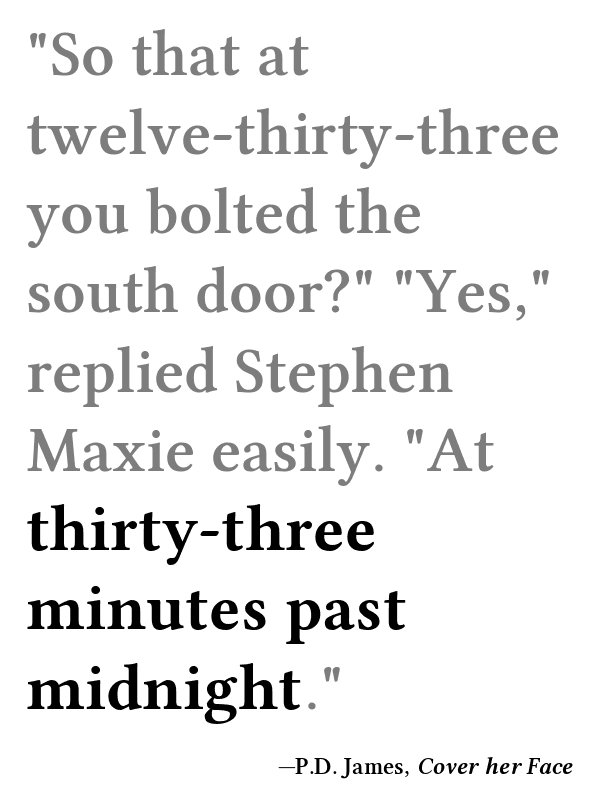 "So that at
twelve-thirty-three
you bolted the
south door?" "Yes,"
replied Stephen
Maxie easily. "At
thirty-three
minutes past
midnight."
—P.D. James, Cover her Face